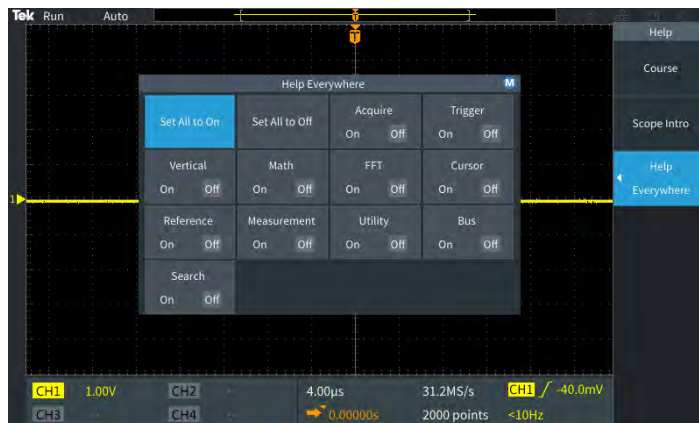 Tek Run Auto
T
T
Help
Course
Scope Intro
Help
Everywhere
Help Everywhere M
Set All to On
Set All to Off
Acquire
On Off
Trigger
On Off
Vertical
On Off
Math
On Off
FFT
On Off
Cursor
On Off
Reference
On Off
Measurement
On Off
Utility
On Off
Bus
On Off
Search
On Off
1
CH1 1.00V CH2 4.00µs 31.2MS/s CH1 -40.0mV
CH3 CH4 0.00000s 2000 points <10Hz